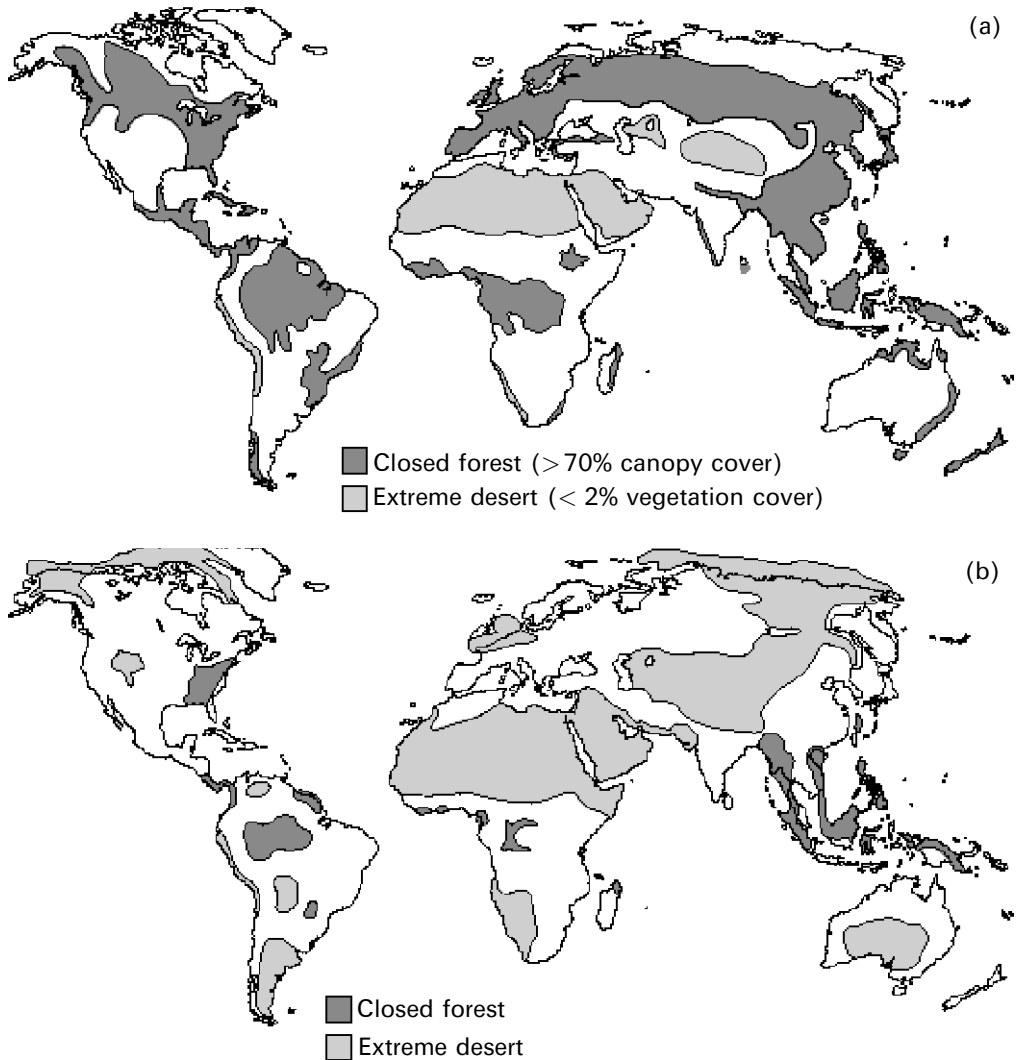 (a)
Closed forest (>70% canopy cover)
Extreme desert (< 2% vegetation cover)
(b)
Closed forest
Extreme desert